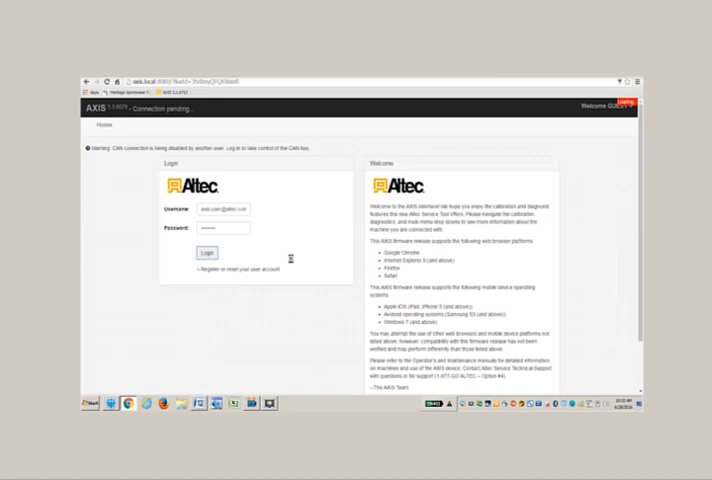 axis.local
Apps
AXIS
Connection pending...
Welcome GUEST
Loading
Home
Warning: CAN connection is being disabled by another user. Log in to take control of the CAN bus.
Login
Altec
Username:
Password:
Login
Register or reset your user account
Welcome
Altec
Welcome to the AXIS interface! We hope you enjoy the calibration and diagnostic
features this new Altec Service Tool offers. Please navigate the calibration,
diagnostics, and main menu drop downs to see more information about the
machine you are connected with.
This AXIS firmware release supports the following web browser platforms:
• Google Chrome
• Internet Explorer 9 (and above)
• Firefox
• Safari
This AXIS firmware release supports the following mobile device operating
systems:
• Apple iOS (iPad, iPhone 5 (and above))
• Android operating systems (Samsung S3 (and above))
• Windows 7 (and above)
You may attempt the use of other web browsers and mobile device platforms not
listed above, however compatibility with this firmware release has not been
verified and may perform differently than those listed above.
Please refer to the Operator's and Maintenance manuals for detailed information
on machines and use of the AXIS device. Contact Altec Service Technical Support
with questions or for support (1-877-GO ALTEC – Option #4)
--The AXIS Team
Start